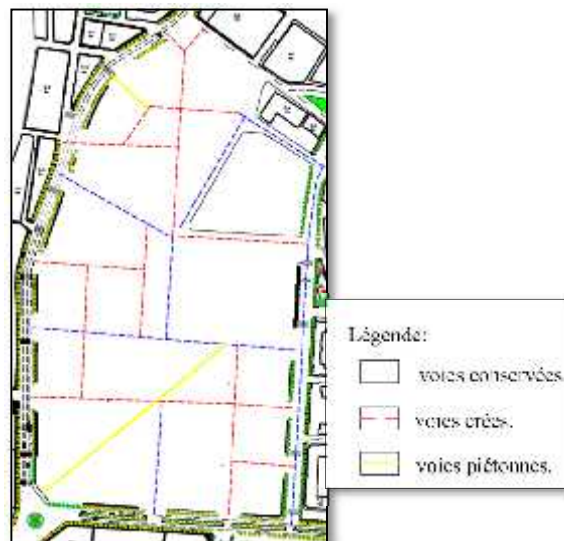 Légende:
voies conservées.
voies crées.
voies piétonnes.